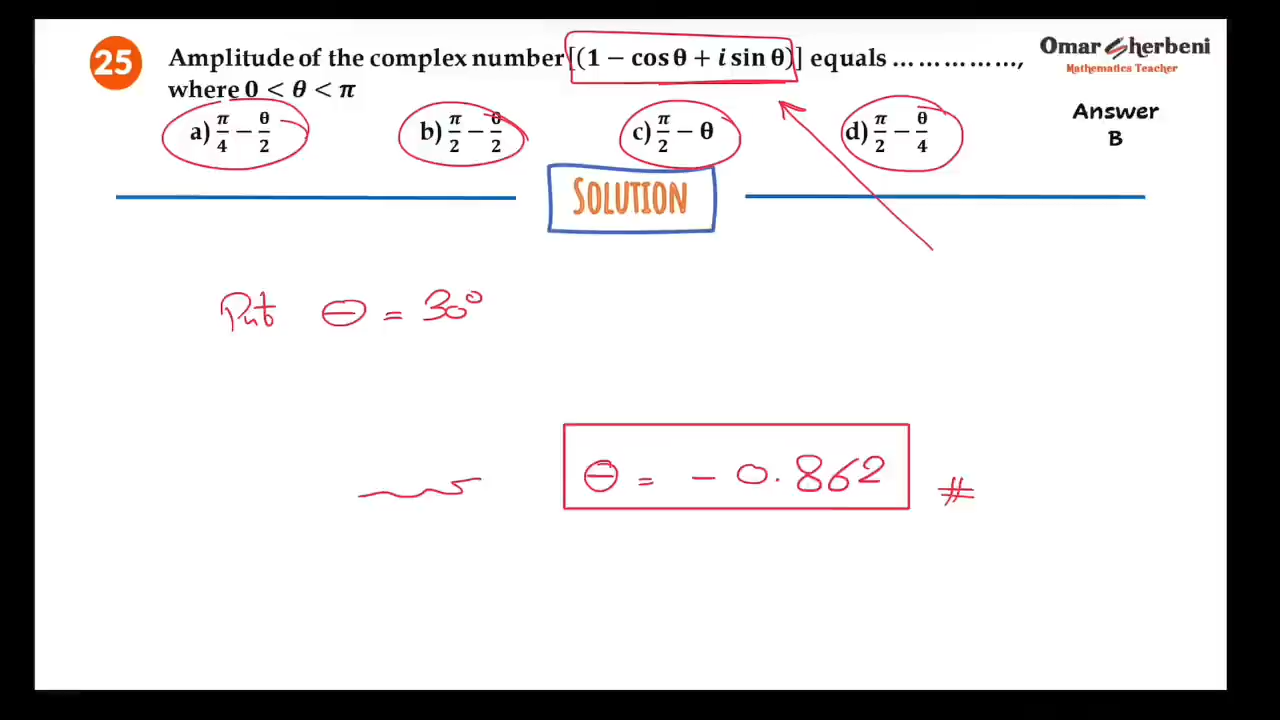 25 Amplitude of the complex number [(1 − cos θ + i sin θ)] equals ……………,
where 0 < θ < π
a) π/4 − θ/2 b) π/2 − θ/2 c) π/2 − θ d) π/2 − θ/4
Omar Sherbeni
Mathematics Teacher
Answer
B
SOLUTION
Put θ = 30°
θ = - 0.862 #